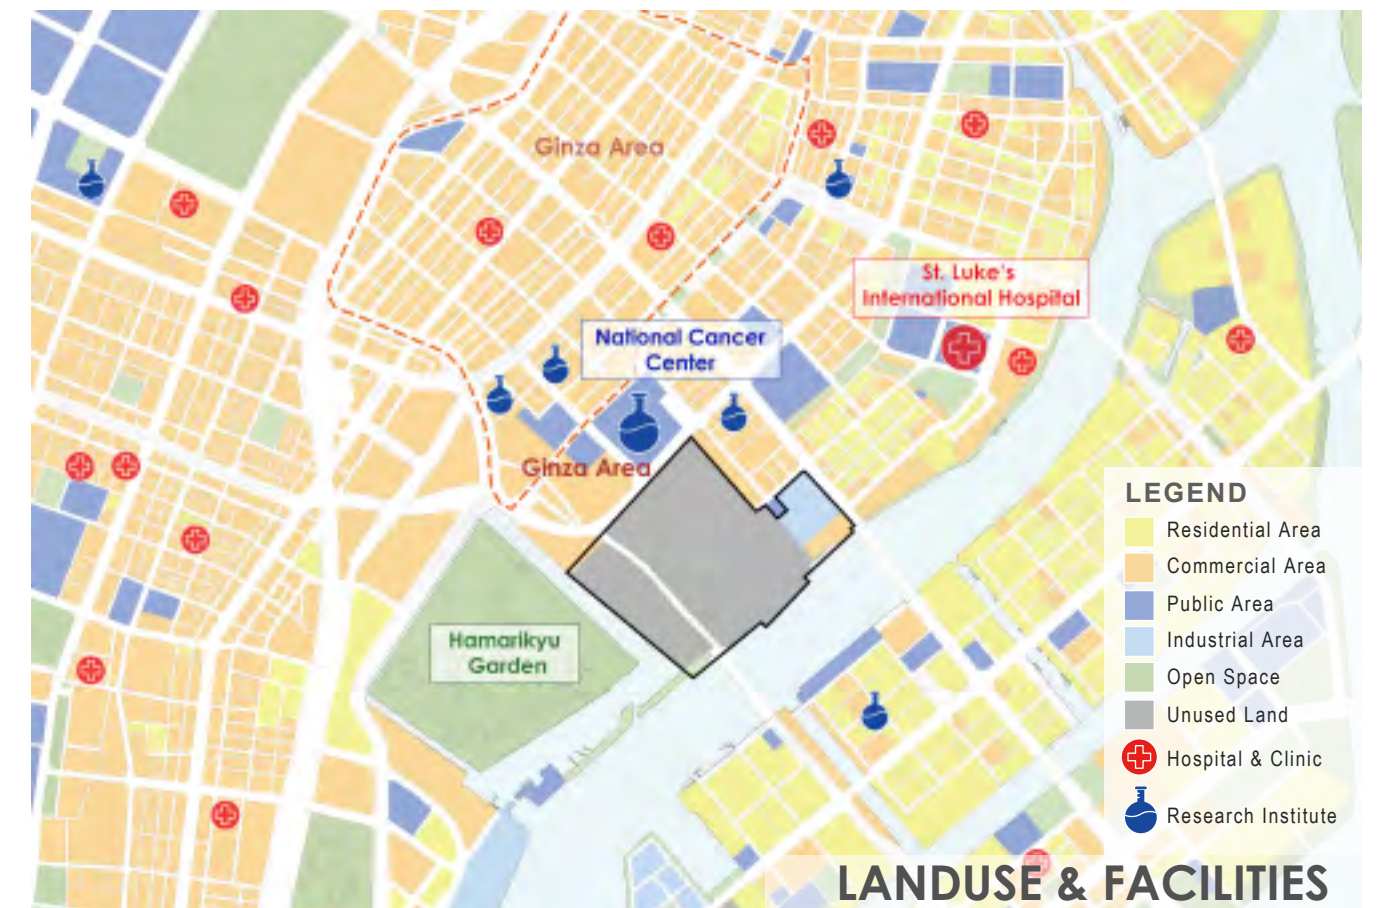 Ginza Area
St. Luke's
International Hospital
National Cancer
Center
Ginza Area
Hamarikyu
Garden
LEGEND
Residential Area
Commercial Area
Public Area
Industrial Area
Open Space
Unused Land
Hospital & Clinic
Research Institute
LANDUSE & FACILITIES